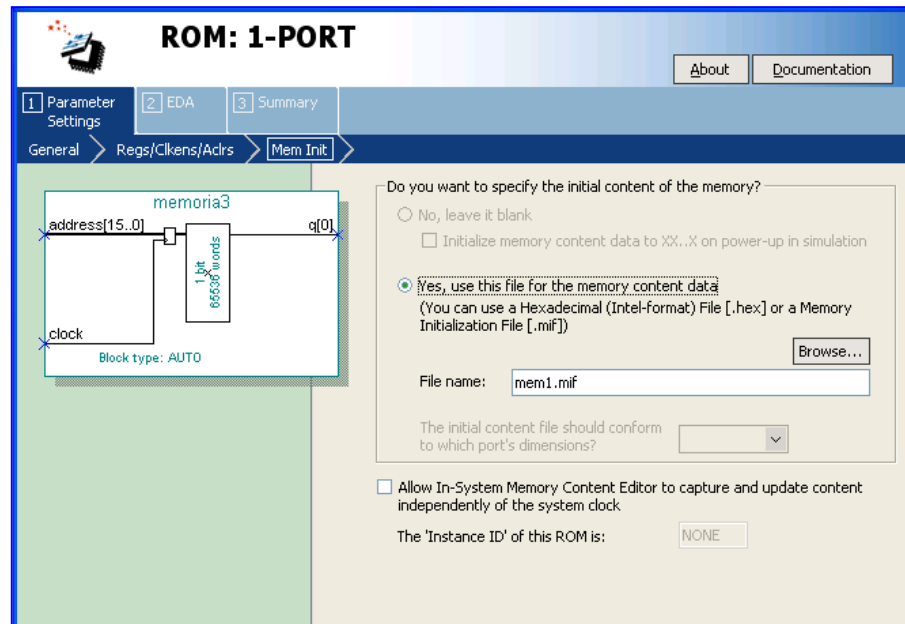 ROM: 1-PORT
About
Documentation
1 Parameter Settings
2 EDA
3 Summary
General
Regs/Clkens/Aclrs
Mem Init
memoria3
address[15..0]
q[0]
1 bit
65536 words
clock
Block type: AUTO
Do you want to specify the initial content of the memory?
No, leave it blank
Initialize memory content data to XX..X on power-up in simulation
Yes, use this file for the memory content data
(You can use a Hexadecimal (Intel-format) File [.hex] or a Memory
Initialization File [.mif])
Browse...
File name:
mem1.mif
The initial content file should conform
to which port's dimensions?
Allow In-System Memory Content Editor to capture and update content
independently of the system clock
The 'Instance ID' of this ROM is:
NONE